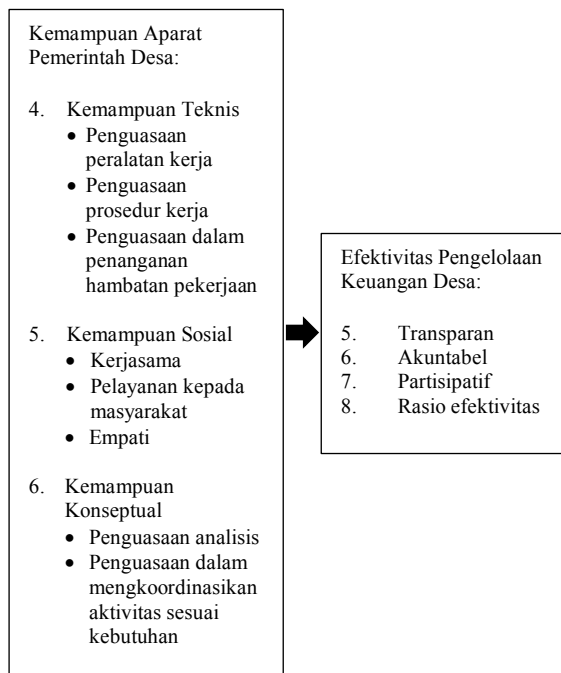 Kemampuan Aparat
Pemerintah Desa:
4. Kemampuan Teknis
• Penguasaan
peralatan kerja
• Penguasaan
prosedur kerja
• Penguasaan dalam
penanganan
hambatan pekerjaan
5. Kemampuan Sosial
• Kerjasama
• Pelayanan kepada
masyarakat
• Empati
6. Kemampuan
Konseptual
• Penguasaan analisis
• Penguasaan dalam
mengkoordinasikan
aktivitas sesuai
kebutuhan
Efektivitas Pengelolaan
Keuangan Desa:
5. Transparan
6. Akuntabel
7. Partisipatif
8. Rasio efektivitas